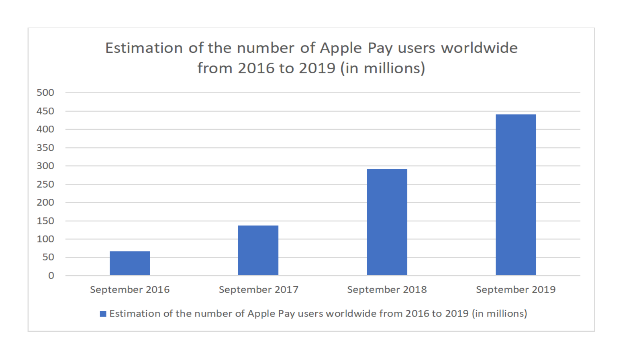 Estimation of the number of Apple Pay users worldwide
from 2016 to 2019 (in millions)
500
450
400
350
300
250
200
150
100
50
0
September 2016 September 2017 September 2018 September 2019
Estimation of the number of Apple Pay users worldwide from 2016 to 2019 (in millions)